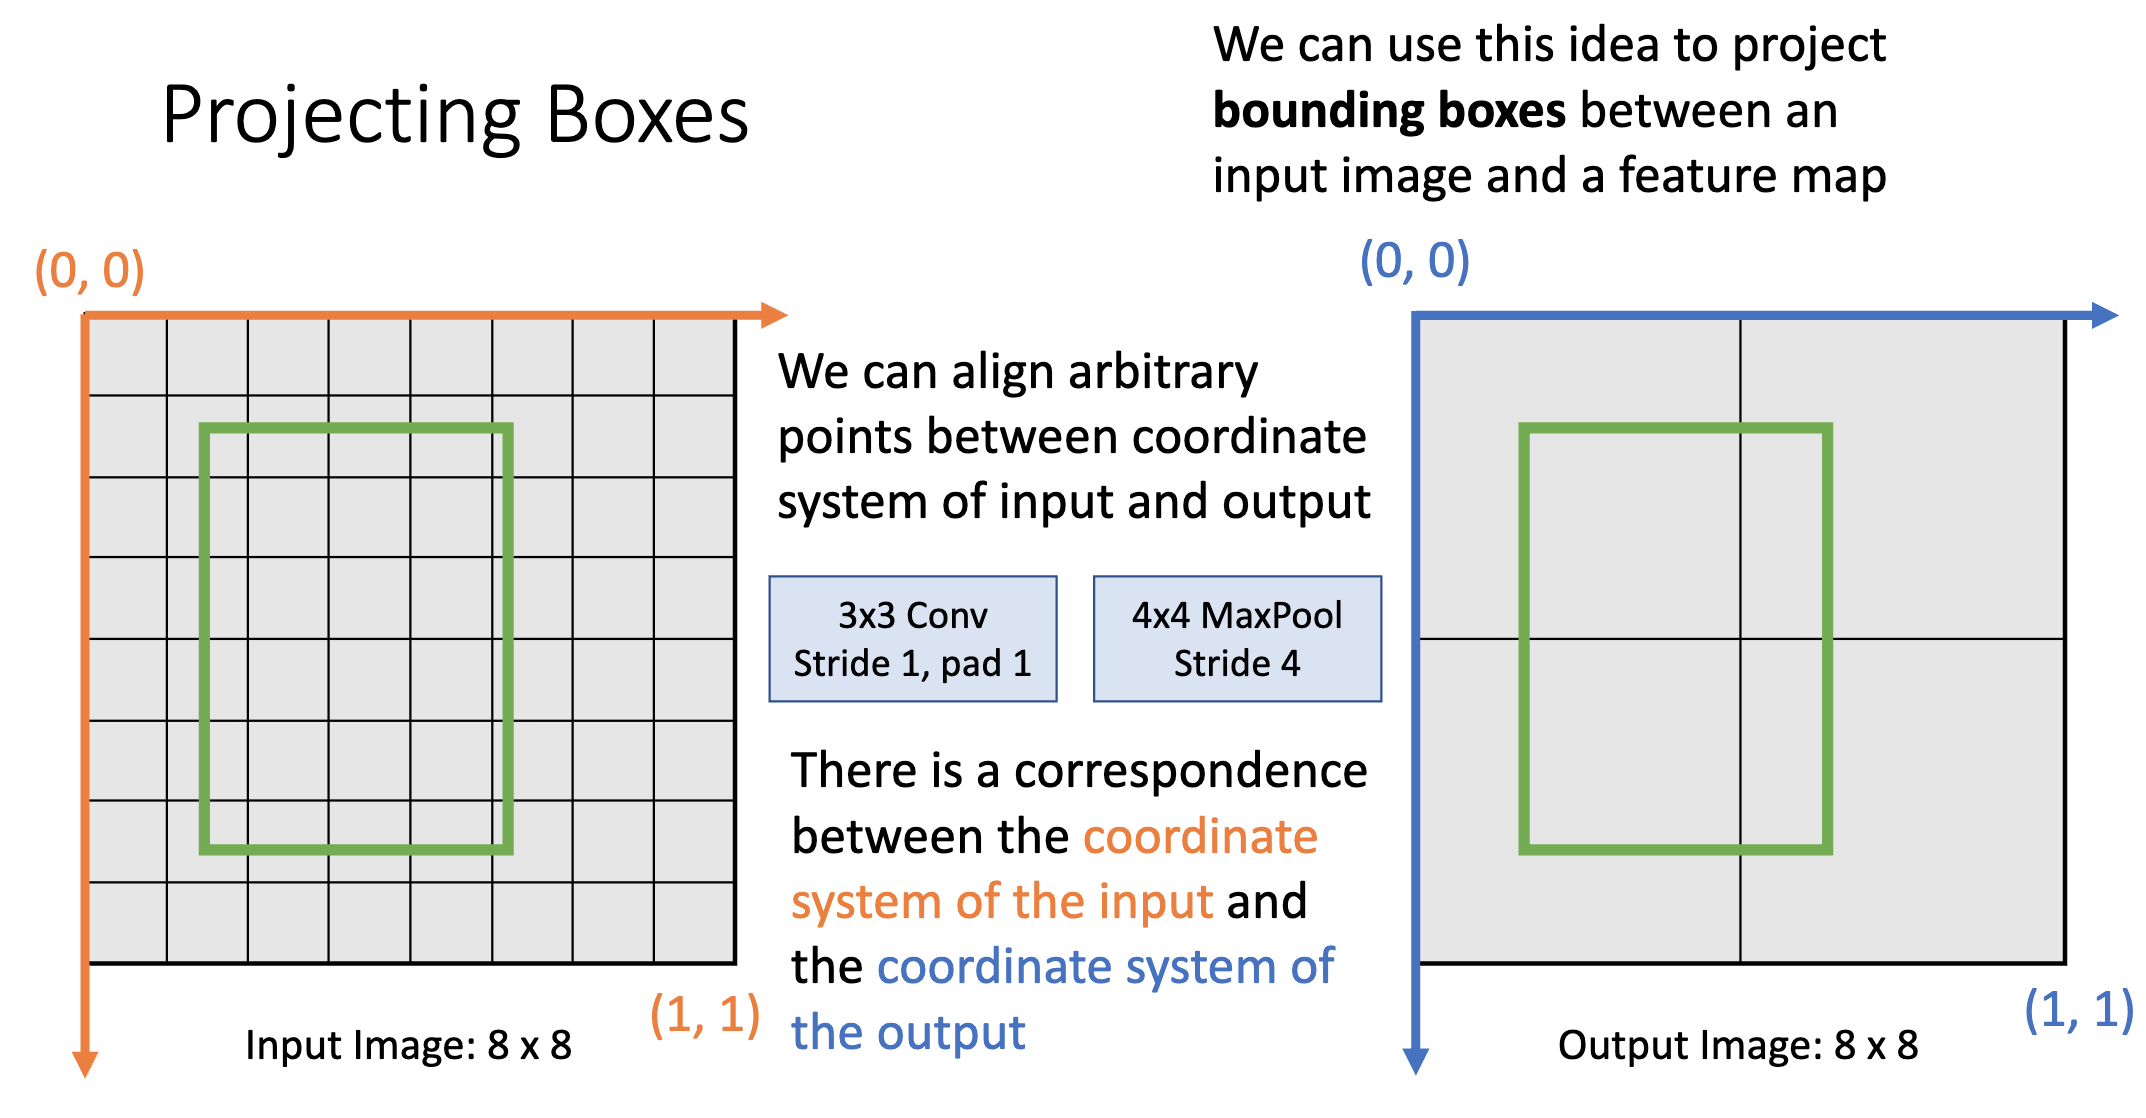 Projecting Boxes
We can use this idea to project
bounding boxes between an
input image and a feature map
(0, 0)
(0, 0)
We can align arbitrary
points between coordinate
system of input and output
3x3 Conv
Stride 1, pad 1
4x4 MaxPool
Stride 4
There is a correspondence
between the coordinate
system of the input and
the coordinate system of
the output
(1, 1)
(1, 1)
Input Image: 8 x 8
Output Image: 8 x 8